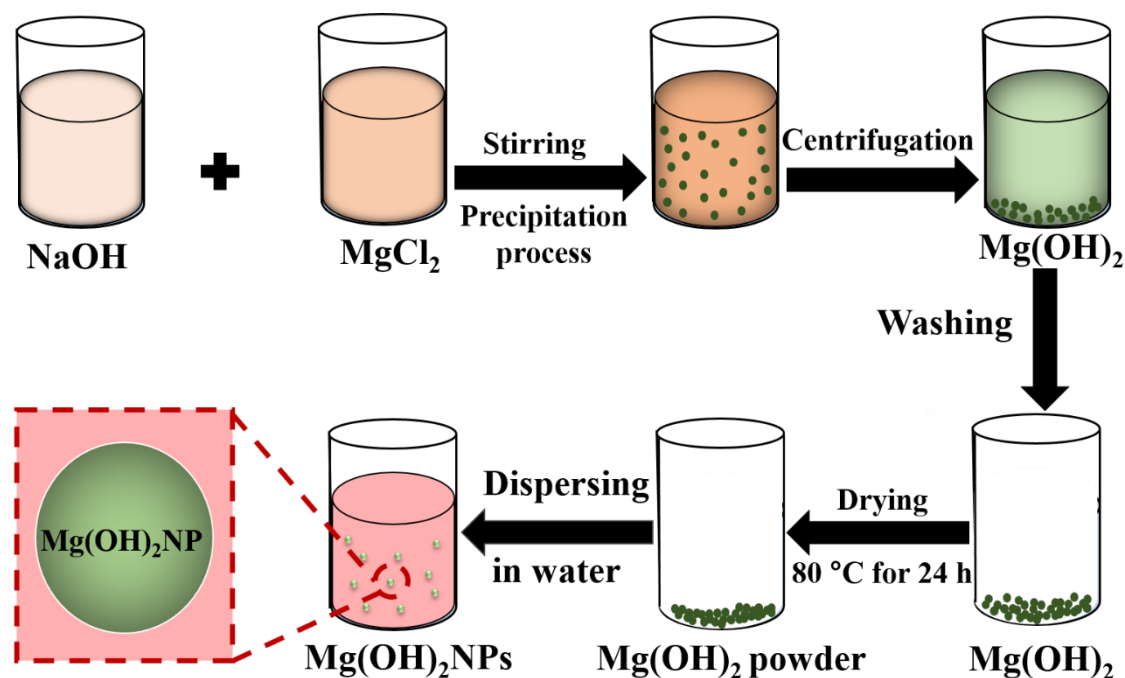 NaOH
MgCl₂
Stirring
Precipitation
process
Centrifugation
Mg(OH)₂
Washing
Mg(OH)₂
Drying
80 °C for 24 h
Mg(OH)₂ powder
Dispersing
in water
Mg(OH)₂NPs
Mg(OH)₂NP